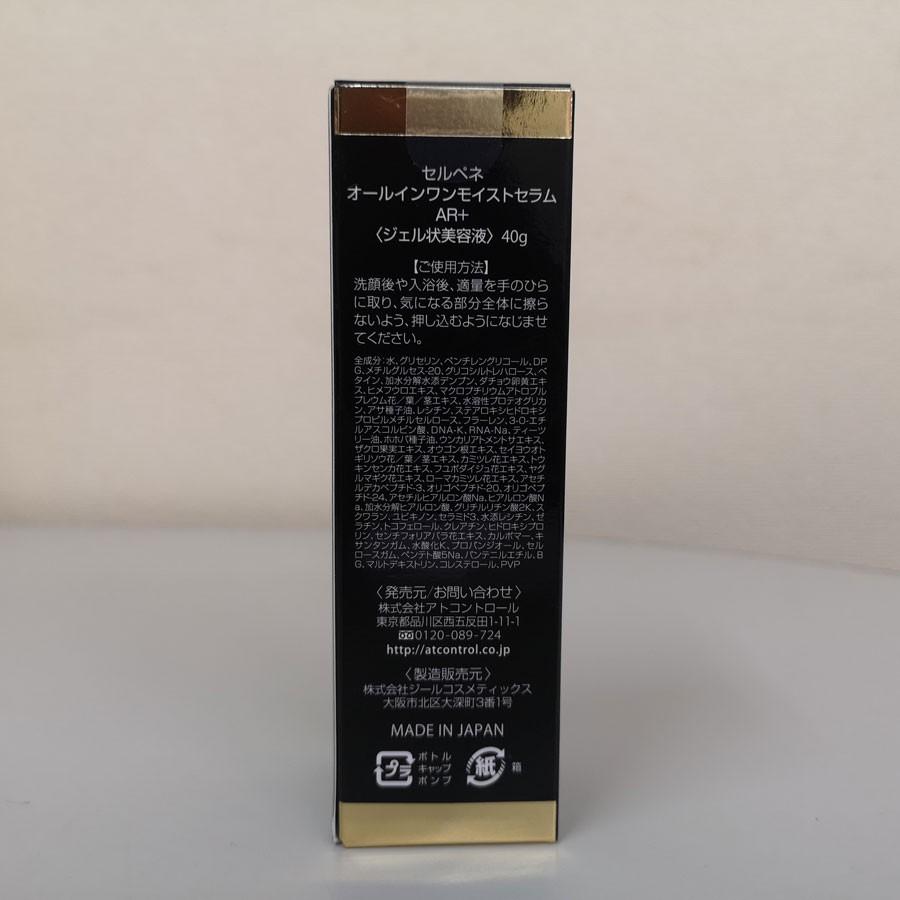 セルペネ
オールインワンモイストセラム
AR+
〈ジェル状美容液〉40g
【ご使用方法】
洗顔後や入浴後、適量を手のひら
に取り、気になる部分全体に擦ら
ないよう、押し込むようになじませ
てください。
全成分：水、グリセリン、ペンチレングリコール、DP
G、メチルグルセス-20、グリコシルトレハロース、ベ
タイン、加水分解水添デンプン、ダチョウ卵黄エキ
ス、ヒメフウロエキス、マクロプチリウムアトロプル
プレウム花／葉／茎エキス、水溶性プロテオグリカ
ン、アサ種子油、レシチン、ステアロキシヒドロキシ
プロピルメチルセルロース、フラーレン、3-O-エチ
ルアスコルビン酸、DNA-K、RNA-Na、ティーツ
リー油、ホホバ種子油、ウンカリアトメントサエキス、
ザクロ果実エキス、オウゴン根エキス、セイヨウオト
ギリソウ花／葉／茎エキス、カミツレ花エキス、トウ
キンセンカ花エキス、フユボダイジュ花エキス、ヤグ
ルマギク花エキス、ローマカミツレ花エキス、アセチ
ルデカペプチド-3、オリゴペプチド-20、オリゴペプ
チド-24、アセチルヒアルロン酸Na、ヒアルロン酸N
a、加水分解ヒアルロン酸、グリチルリチン酸2K、ス
クワラン、ユビキノン、セラミド3、水添レシチン、ゼ
ラチン、トコフェロール、クレアチン、ヒドロキシプロ
リン、センチフォリアバラ花エキス、カルボマー、キ
サンタンガム、水酸化K、プロパンジオール、セル
ロースガム、ペンテト酸5Na、パンテニルエチル、B
G、マルトデキストリン、コレステロール、PVP
〈発売元/お問い合わせ〉
株式会社アトコントロール
東京都品川区西五反田1-11-1
0120-089-724
http://atcontrol.co.jp
〈製造販売元〉
株式会社ジールコスメティックス
大阪市北区大深町3番1号
MADE IN JAPAN
プラ
ボトル
キャップ
ポンプ
紙
箱